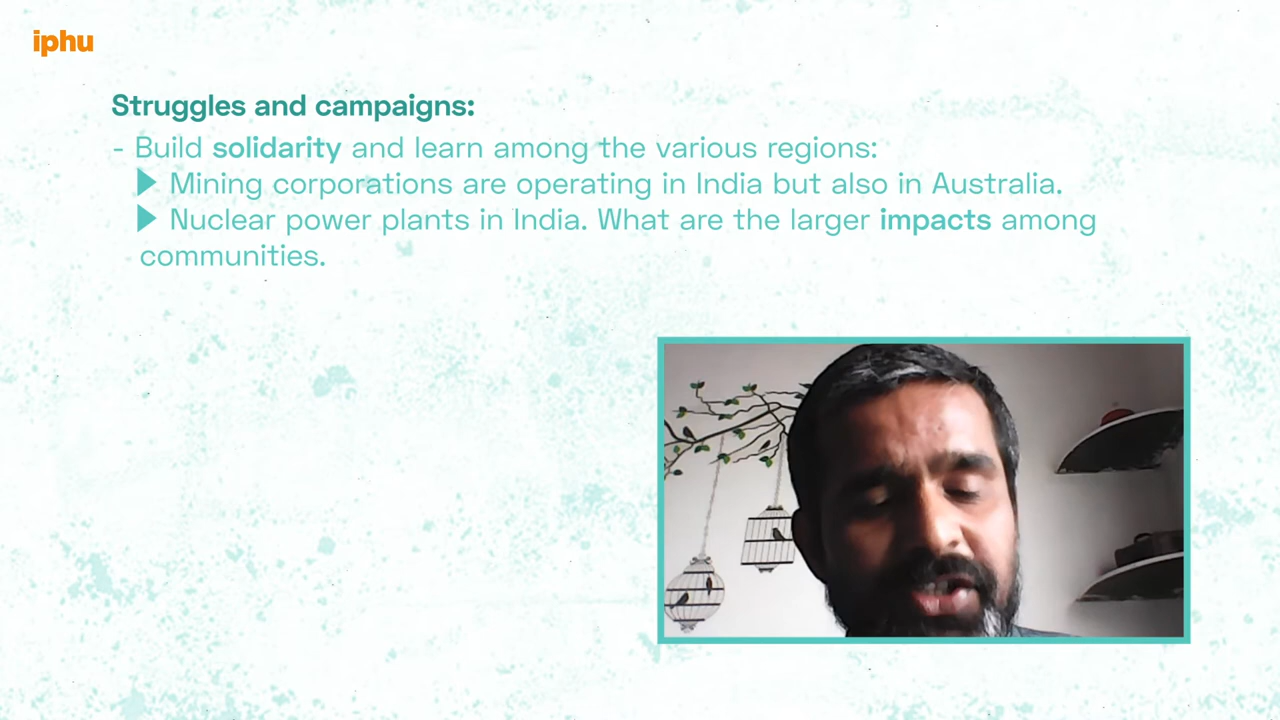 iphu
Struggles and campaigns:
- Build solidarity and learn among the various regions:
▶ Mining corporations are operating in India but also in Australia.
▶ Nuclear power plants in India. What are the larger impacts among
communities.